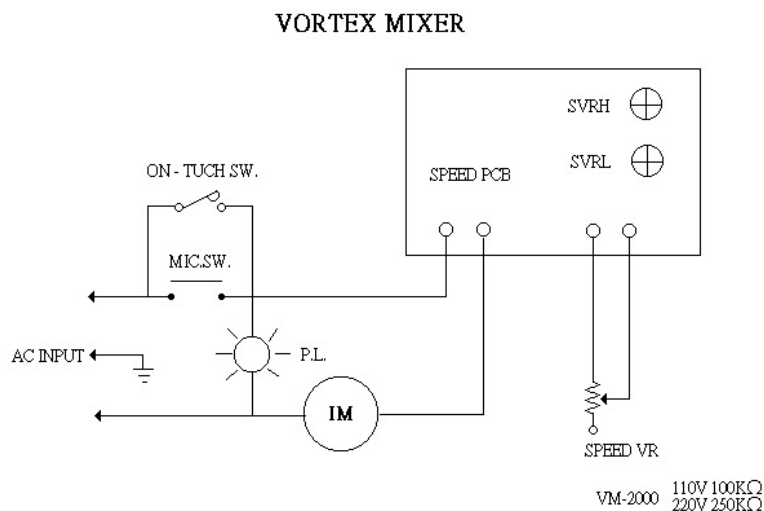 VORTEX MIXER
SVRH
SVRL
SPEED PCB
ON - TUCH SW.
MIC.SW.
AC INPUT
P.L.
IM
SPEED VR
VM-2000
110V 100KΩ
220V 250KΩ